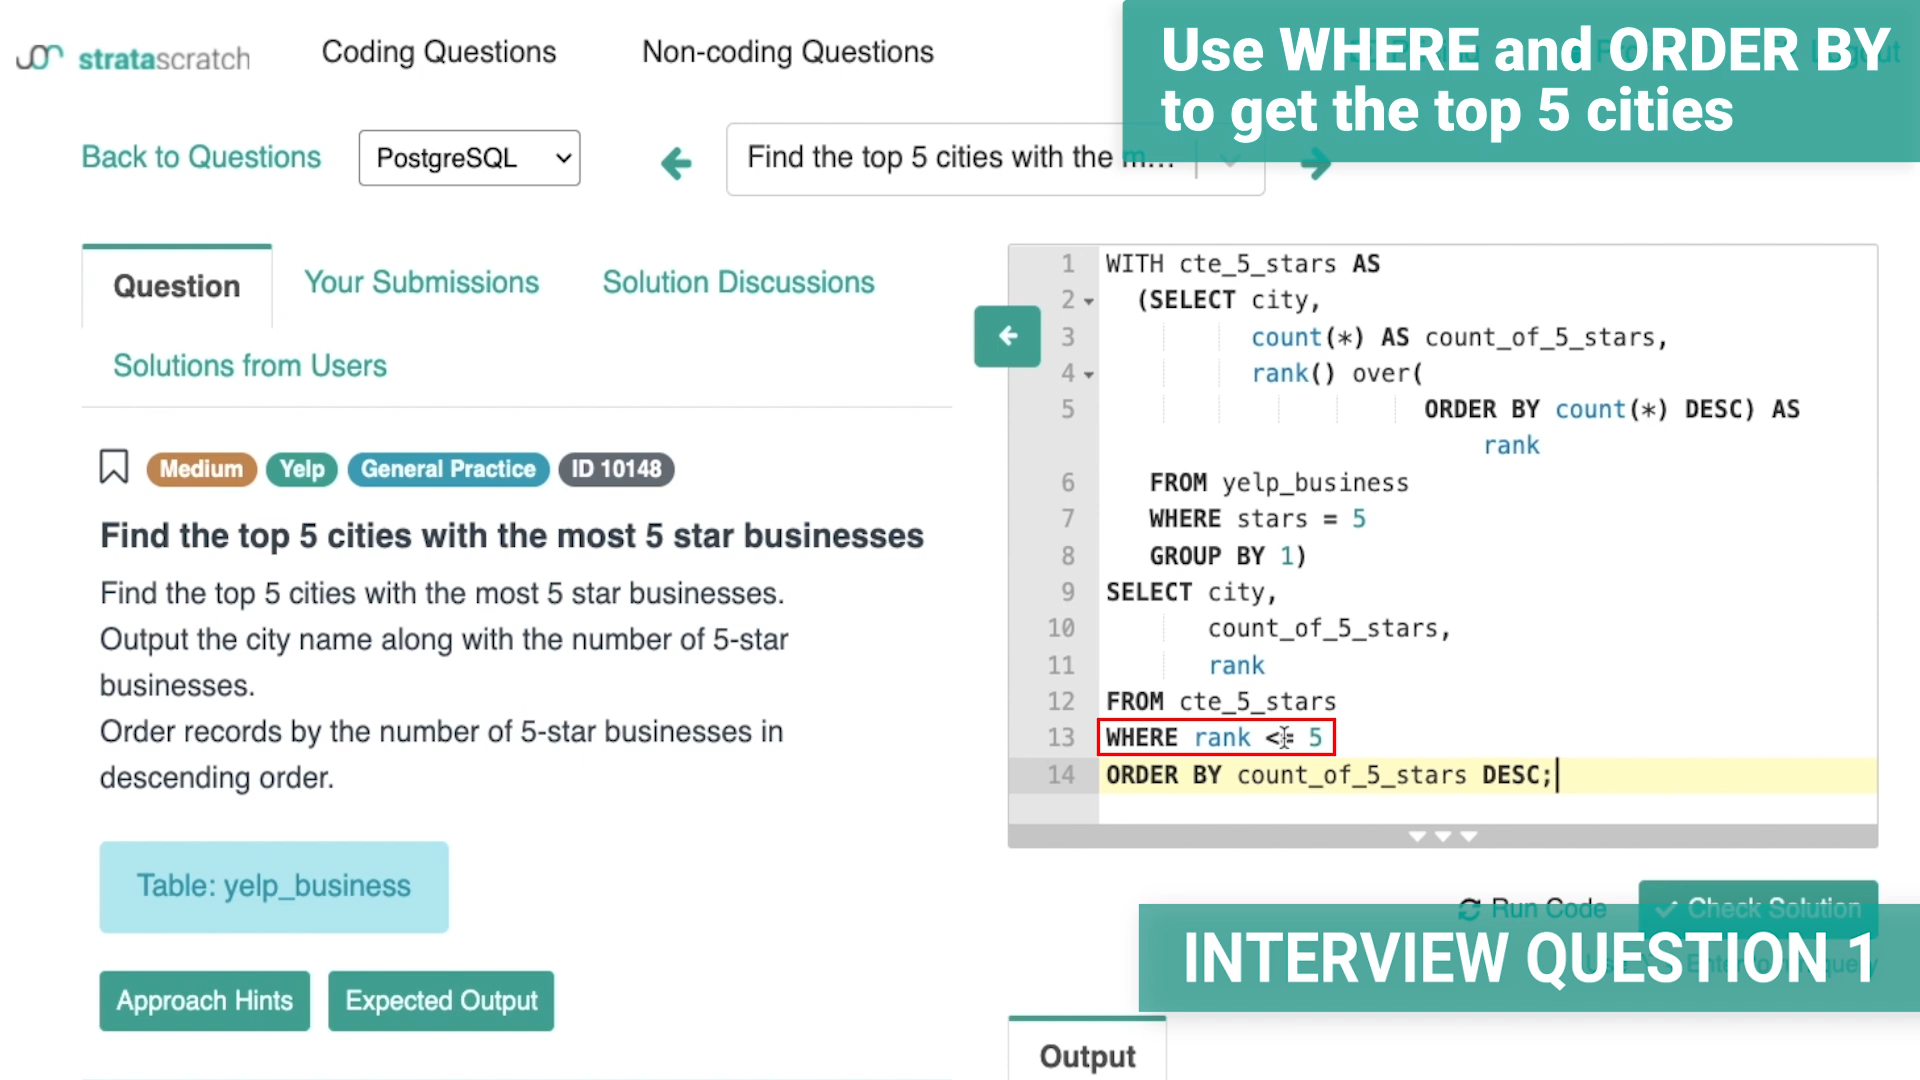 stratascratch
Coding Questions
Non-coding Questions
Use WHERE and ORDER BY
to get the top 5 cities
Back to Questions
PostgreSQL
Find the top 5 cities with the m...
Question
Your Submissions
Solution Discussions
Solutions from Users
Medium
Yelp
General Practice
ID 10148
Find the top 5 cities with the most 5 star businesses
Find the top 5 cities with the most 5 star businesses.
Output the city name along with the number of 5-star
businesses.
Order records by the number of 5-star businesses in
descending order.
Table: yelp_business
Approach Hints
Expected Output
1 WITH cte_5_stars AS
2 (SELECT city,
3 count(*) AS count_of_5_stars,
4 rank() over(
5 ORDER BY count(*) DESC) AS
rank
6 FROM yelp_business
7 WHERE stars = 5
8 GROUP BY 1)
9 SELECT city,
10 count_of_5_stars,
11 rank
12 FROM cte_5_stars
13 WHERE rank <= 5
14 ORDER BY count_of_5_stars DESC;
Run Code
Check Solution
INTERVIEW QUESTION 1
Output